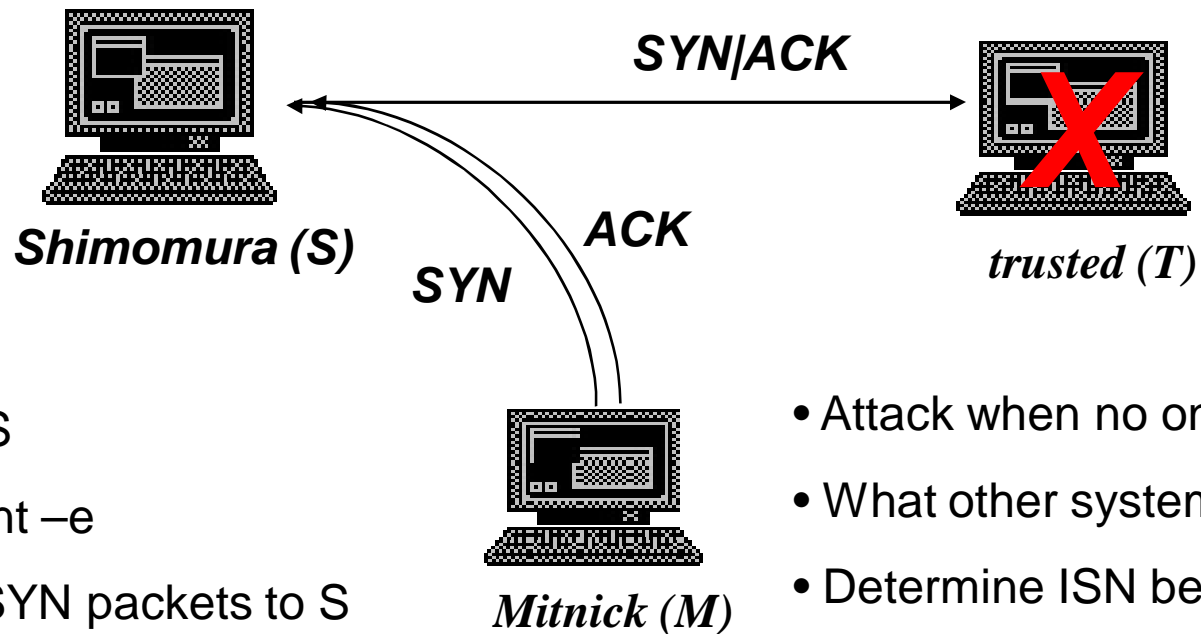 SYN|ACK
Shimomura (S)
ACK
SYN
trusted (T)
S
nt –e
SYN packets to S
Mitnick (M)
• Attack when no
• What other system
• Determine ISN be